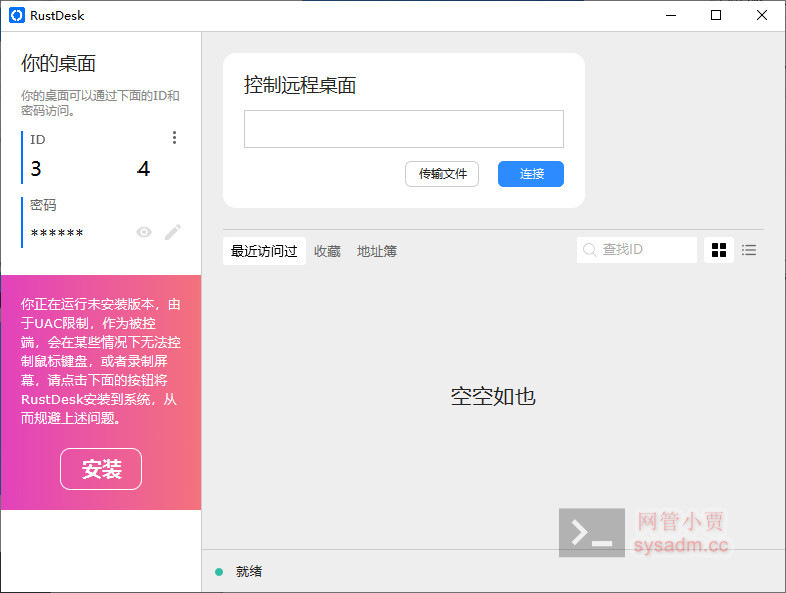 RustDesk
你的桌面
你的桌面可以通过下面的ID和
密码访问。
ID
3 4
密码
******
你正在运行未安装版本，由
于UAC限制，作为被控
端，会在某些情况下无法控
制鼠标键盘，或者录制屏
幕，请点击下面的按钮将
RustDesk安装到系统，从
而规避上述问题。
安装
控制远程桌面
传输文件 连接
最近访问过 收藏 地址簿 查找ID
空空如也
网管小贾
sysadm.cc
就绪